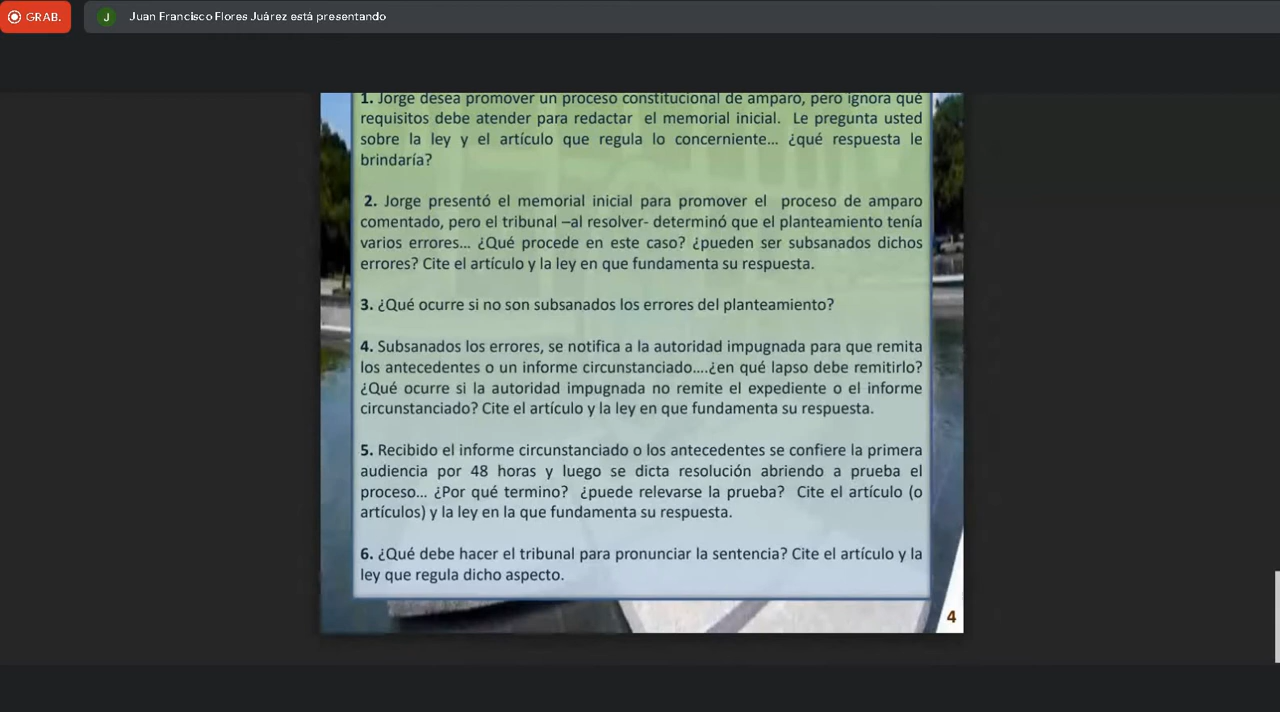 GRAB.
J
Juan Francisco Flores Juárez está presentando
1. Jorge desea promover un proceso constitucional de amparo, pero ignora qué
requisitos debe atender para redactar el memorial inicial. Le pregunta usted
sobre la ley y el artículo que regula lo concerniente... ¿qué respuesta le
brindaría?
2. Jorge presentó el memorial inicial para promover el proceso de amparo
comentado, pero el tribunal –al resolver- determinó que el planteamiento tenía
varios errores... ¿Qué procede en este caso? ¿pueden ser subsanados dichos
errores? Cite el artículo y la ley en que fundamenta su respuesta.
3. ¿Qué ocurre si no son subsanados los errores del planteamiento?
4. Subsanados los errores, se notifica a la autoridad impugnada para que remita
los antecedentes o un informe circunstanciado....¿en qué lapso debe remitirlo?
¿Qué ocurre si la autoridad impugnada no remite el expediente o el informe
circunstanciado? Cite el artículo y la ley en que fundamenta su respuesta.
5. Recibido el informe circunstanciado o los antecedentes se confiere la primera
audiencia por 48 horas y luego se dicta resolución abriendo a prueba el
proceso... ¿Por qué termino? ¿puede relevarse la prueba? Cite el artículo (o
artículos) y la ley en la que fundamenta su respuesta.
6. ¿Qué debe hacer el tribunal para pronunciar la sentencia? Cite el artículo y la
ley que regula dicho aspecto.
4